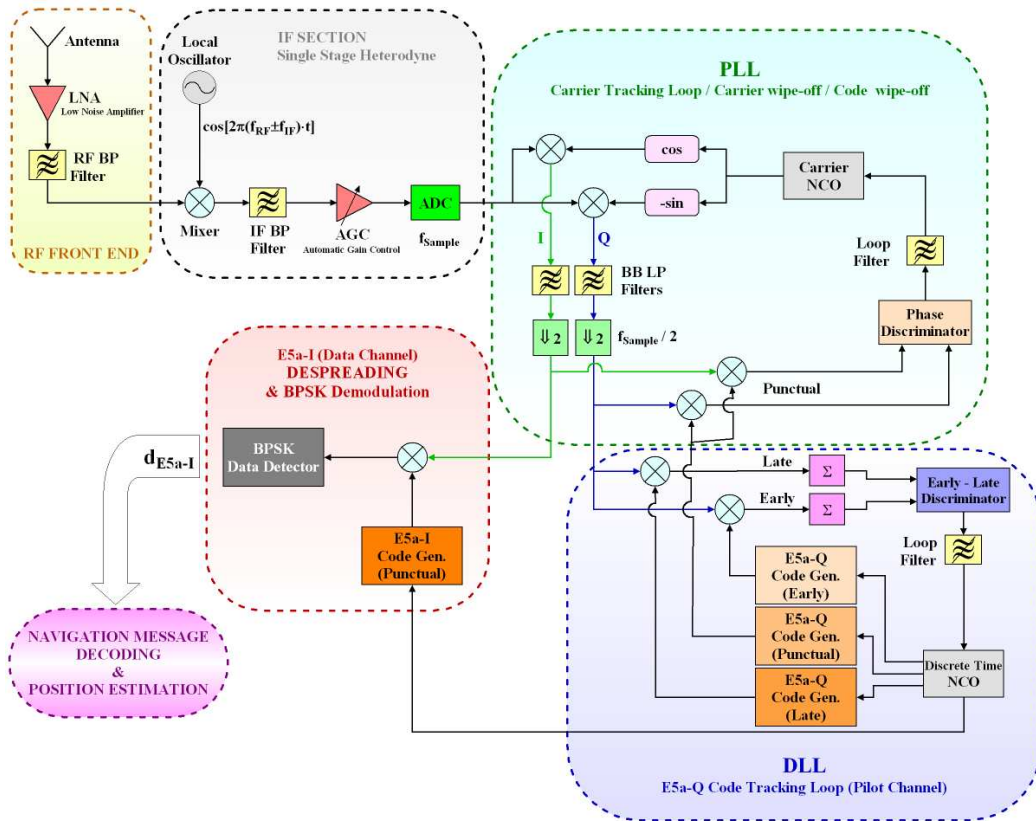 Antenna
LNA
Low Noise Amplifier
RF BP
Filter
RF FRONT END
IF SECTION
Single Stage Heterodyne
Local
Oscillator
cos[2π(f_RF±f_IF)·t]
Mixer
IF BP
Filter
AGC
Automatic Gain Control
ADC
f_Sample
PLL
Carrier Tracking Loop / Carrier wipe-off / Code wipe-off
cos
-sin
Carrier
NCO
I
Q
BB LP
Filters
Loop
Filter
⇓2
⇓2
f_Sample / 2
Phase
Discriminator
Punctual
E5a-I (Data Channel)
DESPREADING
& BPSK Demodulation
BPSK
Data Detector
E5a-I
Code Gen.
(Punctual)
d_E5a-I
NAVIGATION MESSAGE
DECODING
&
POSITION ESTIMATION
Late
Σ
Early
Σ
Early - Late
Discriminator
Loop
Filter
E5a-Q
Code Gen.
(Early)
E5a-Q
Code Gen.
(Punctual)
E5a-Q
Code Gen.
(Late)
Discrete Time
NCO
DLL
E5a-Q Code Tracking Loop (Pilot Channel)